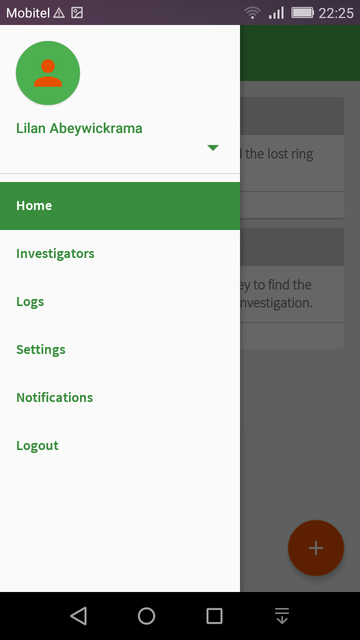 Mobitel
22:25
Lilan Abeywickrama
the lost ring
Home
ey to find the
Investigators
nvestigation.
Logs
Settings
Notifications
Logout